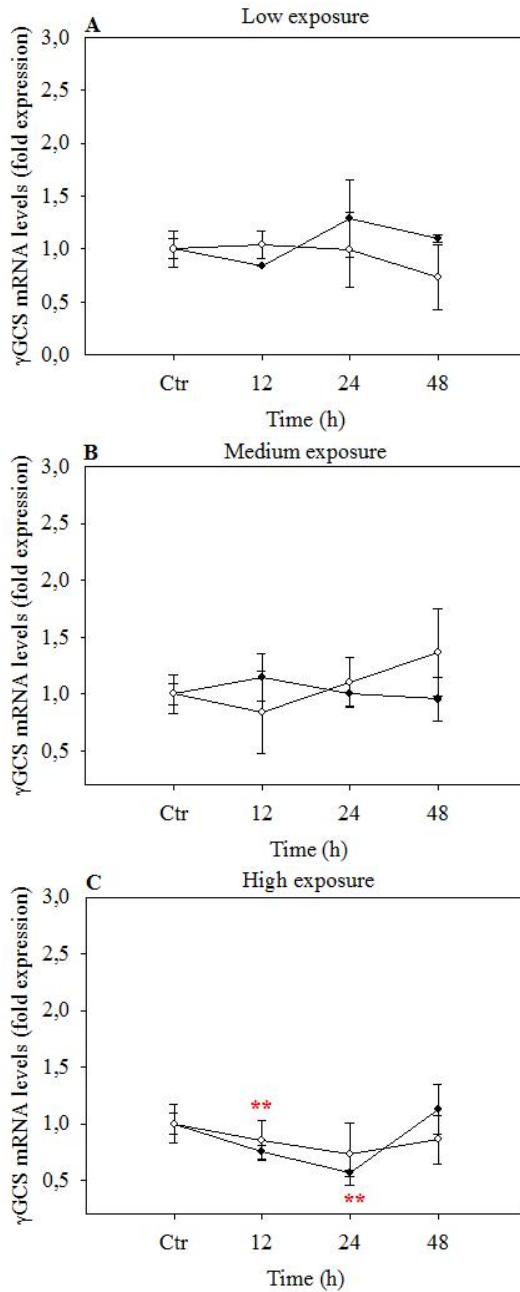 A
Low exposure
γGCS mRNA levels (fold expression)
3,0
2,5
2,0
1,5
1,0
0,5
0,0
Ctr 12 24 48
Time (h)
B
Medium exposure
γGCS mRNA levels (fold expression)
3,0
2,5
2,0
1,5
1,0
0,5
Ctr 12 24 48
Time (h)
C
High exposure
γGCS mRNA levels (fold expression)
3,0
2,5
2,0
1,5
1,0
0,5
**
**
Ctr 12 24 48
Time (h)